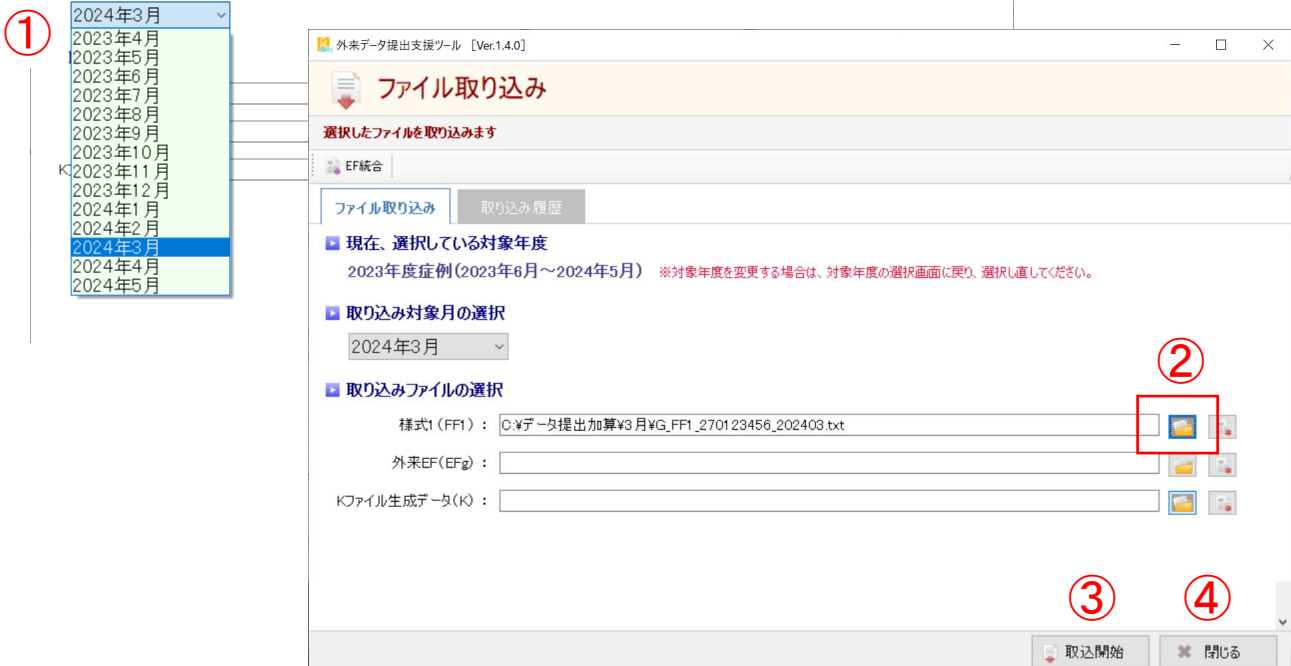 ①
2024年3月
2023年4月
2023年5月
2023年6月
2023年7月
2023年8月
2023年9月
2023年10月
2023年11月
2023年12月
2024年1月
2024年2月
2024年3月
2024年4月
2024年5月
外来データ提出支援ツール [Ver.1.4.0]
ファイル取り込み
選択したファイルを取り込みます
EF統合
ファイル取り込み 取り込み履歴
現在、選択している対象年度
2023年度症例(2023年6月～2024年5月) ※対象年度を変更する場合は、対象年度の選択画面に戻り、選択し直してください。
取り込み対象月の選択
2024年3月
②
取り込みファイルの選択
様式1(FF1): C:¥データ提出加算¥3月¥G_FF1_270123456_202403.txt
外来EF(EFg):
Kファイル生成データ(K):
③ ④
取込開始 閉じる